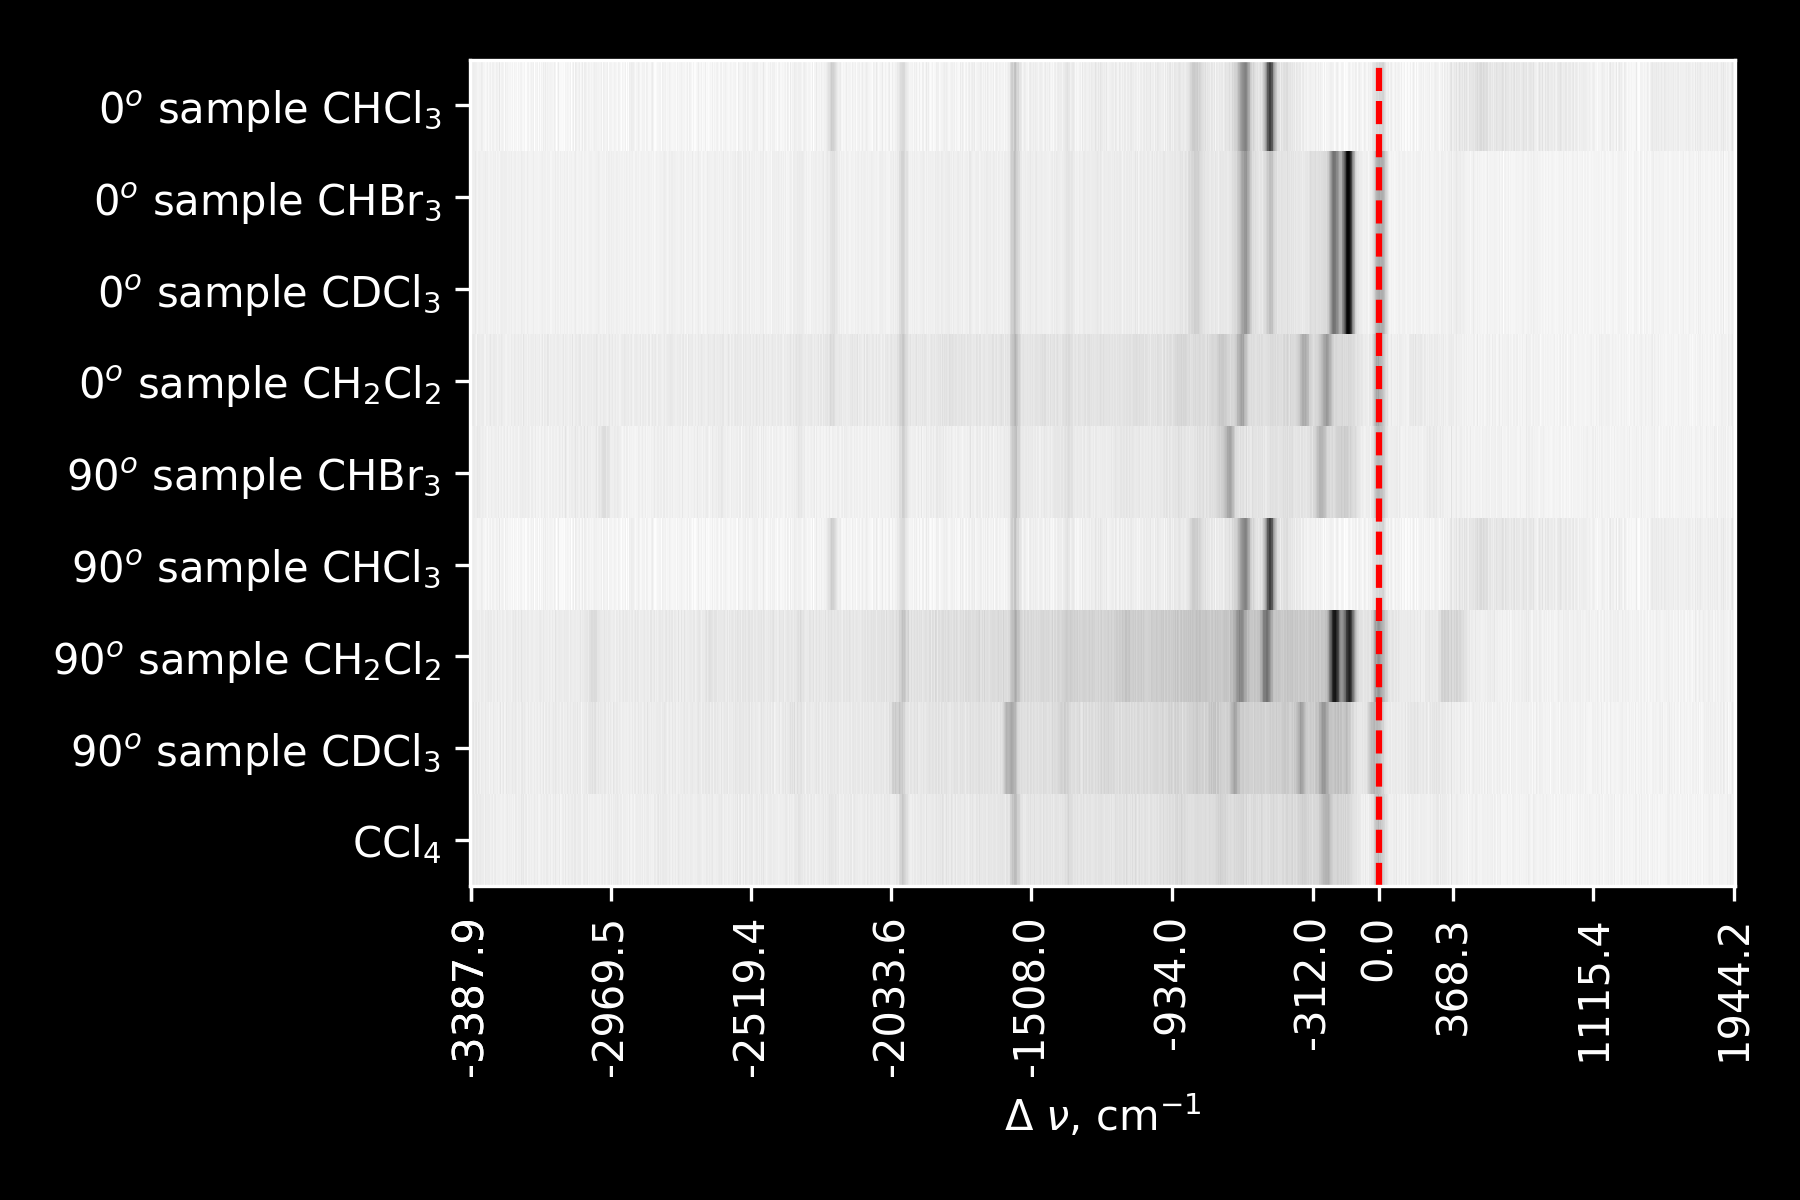 0° sample CHCl₃
0° sample CHBr₃
0° sample CDCl₃
0° sample CH₂Cl₂
90° sample CHBr₃
90° sample CHCl₃
90° sample CH₂Cl₂
90° sample CDCl₃
CCl₄
-3387.9 -2969.5 -2519.4 -2033.6 -1508.0 -934.0 -312.0 0.0 368.3 1115.4 1944.2
Δ ν, cm⁻¹